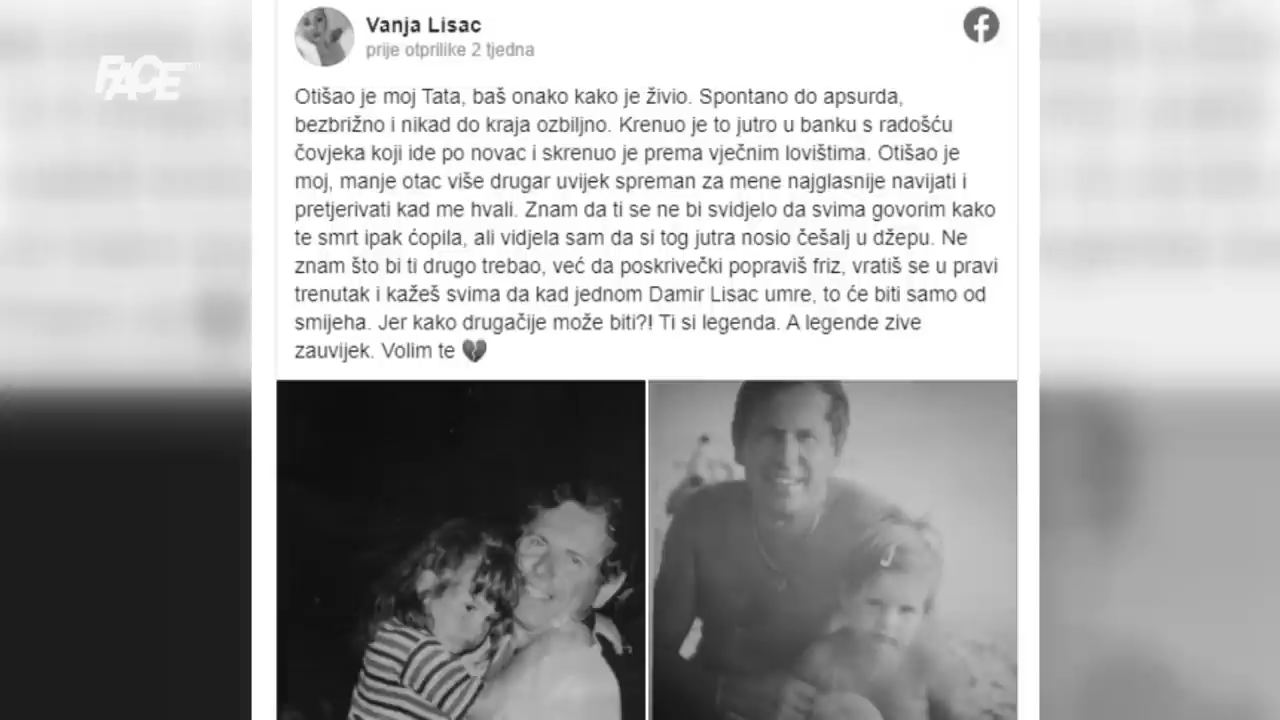 FACE
Vanja Lisac
prije otprilike 2 tjedna
Otišao je moj Tata, baš onako kako je živio. Spontano do apsurda,
bezbrižno i nikad do kraja ozbiljno. Krenuo je to jutro u banku s radošću
čovjeka koji ide po novac i skrenuo je prema vječnim lovištima. Otišao je
moj, manje otac više drugar uvijek spreman za mene najglasnije navijati i
pretjerivati kad me hvali. Znam da ti se ne bi svidjelo da svima govorim kako
te smrt ipak ćopila, ali vidjela sam da si tog jutra nosio češalj u džepu. Ne
znam što bi ti drugo trebao, već da poskrivečki popraviš friz, vratiš se u pravi
trenutak i kažeš svima da kad jednom Damir Lisac umre, to će biti samo od
smijeha. Jer kako drugačije može biti?! Ti si legenda. A legende zive
zauvijek. Volim te 💔